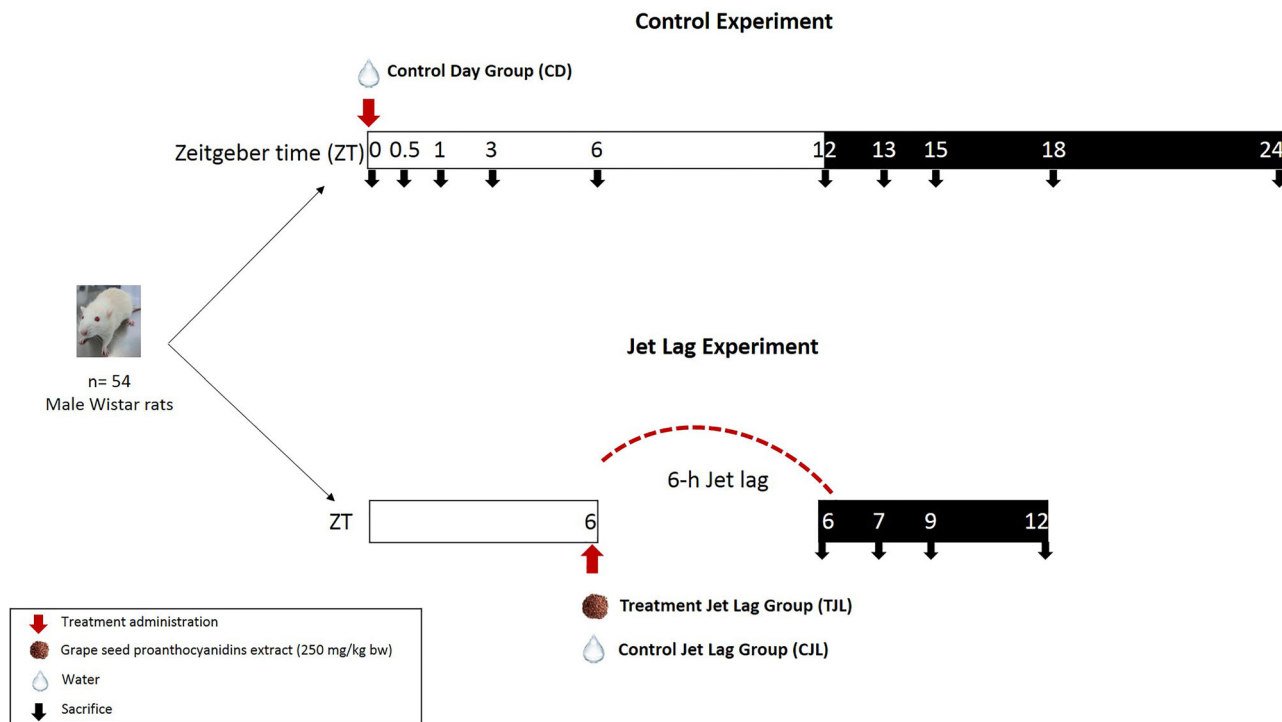 Control Experiment
Control Day Group (CD)
Zeitgeber time (ZT) 0 0.5 1 3 6 12 13 15 18 24
n= 54
Male Wistar rats
Jet Lag Experiment
6-h Jet lag
ZT 6 6 7 9 12
Treatment Jet Lag Group (TJL)
Control Jet Lag Group (CJL)
Treatment administration
Grape seed proanthocyanidins extract (250 mg/kg bw)
Water
Sacrifice